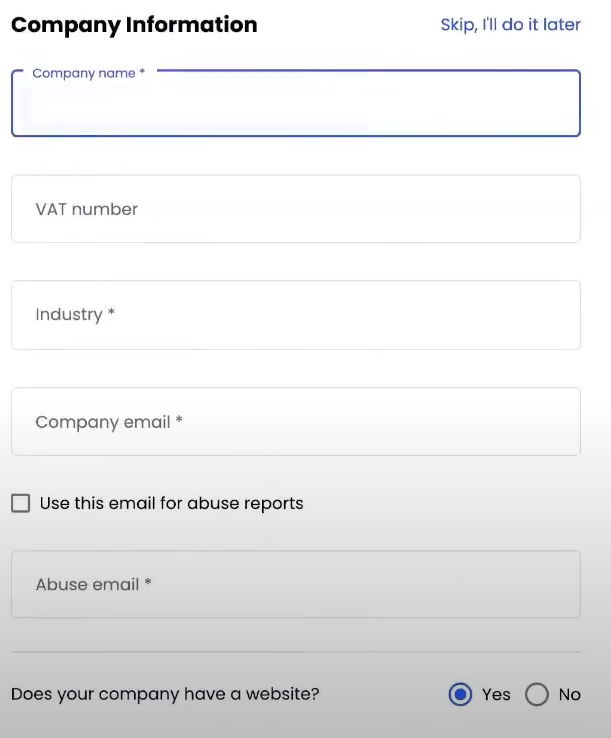 Company Information
Skip, I'll do it later
Company name *
VAT number
Industry *
Company email *
Use this email for abuse reports
Abuse email *
Does your company have a website?
Yes
No